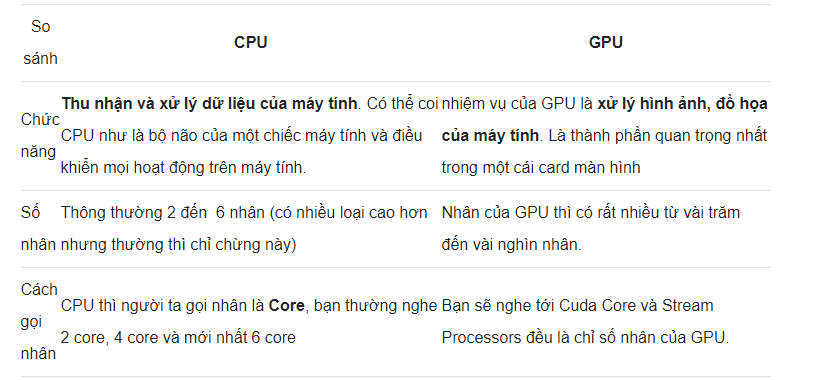 So sánh
CPU
GPU
Chức năng
Thu nhận và xử lý dữ liệu của máy tính. Có thể coi
CPU như là bộ não của một chiếc máy tính và điều
khiển mọi hoạt động trên máy tính.
nhiệm vụ của GPU là xử lý hình ảnh, đồ họa
của máy tính. Là thành phần quan trọng nhất
trong một cái card màn hình
Số nhân
Thông thường 2 đến 6 nhân (có nhiều loại cao hơn
nhưng thường thì chỉ chừng này)
Nhân của GPU thì có rất nhiều từ vài trăm
đến vài nghìn nhân.
Cách gọi nhân
CPU thì người ta gọi nhân là Core, bạn thường nghe
2 core, 4 core và mới nhất 6 core
Bạn sẽ nghe tới Cuda Core và Stream
Processors đều là chỉ số nhân của GPU.